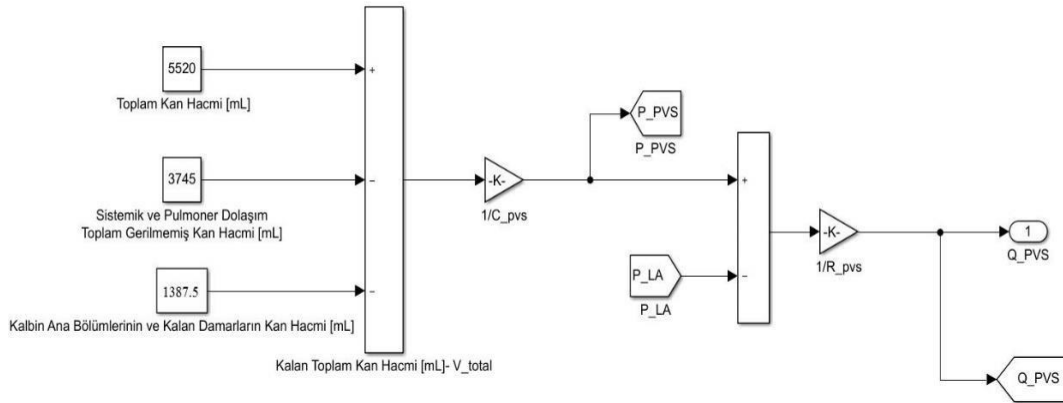 5520
+
Toplam Kan Hacmi [mL]
3745
−
Sistemik ve Pulmoner Dolaşım
Toplam Gerilmemiş Kan Hacmi [mL]
1387.5
−
Kalbin Ana Bölümlerinin ve Kalan Damarların Kan Hacmi [mL]
Kalan Toplam Kan Hacmi [mL]- V_total
-K-
1/C_pvs
P_PVS
P_PVS
+
P_LA
P_LA
−
-K-
1/R_pvs
1
Q_PVS
Q_PVS